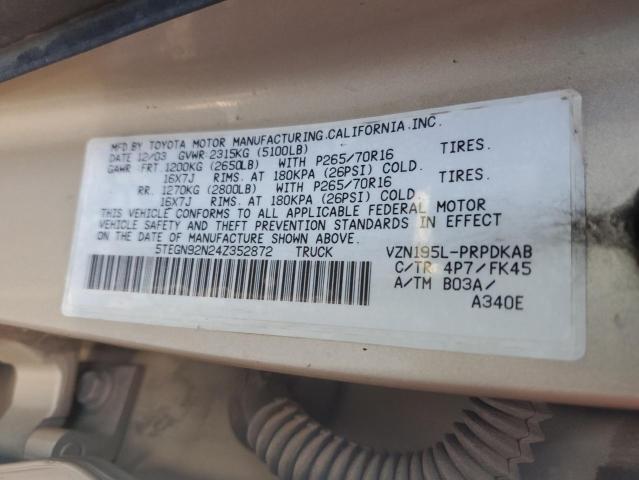 MFD.BY TOYOTA MOTOR MANUFACTURING.CALIFORNIA.INC.
DATE 12/03 GVWR 2315KG (5100LB)
GAWR FRT 1200KG (2650LB) WITH P265/70R16 TIRES.
16X7J RIMS. AT 180KPA (26PSI) COLD.
RR. 1270KG (2800LB) WITH P265/70R16 TIRES.
16X7J RIMS. AT 180KPA (26PSI) COLD.
THIS VEHICLE CONFORMS TO ALL APPLICABLE FEDERAL MOTOR
VEHICLE SAFETY AND THEFT PREVENTION STANDARDS IN EFFECT
ON THE DATE OF MANUFACTURE SHOWN ABOVE.
5TEGN92N24Z352872 TRUCK VZN195L-PRPDKAB
C/TR 4P7/FK45
A/TM B03A/
A340E